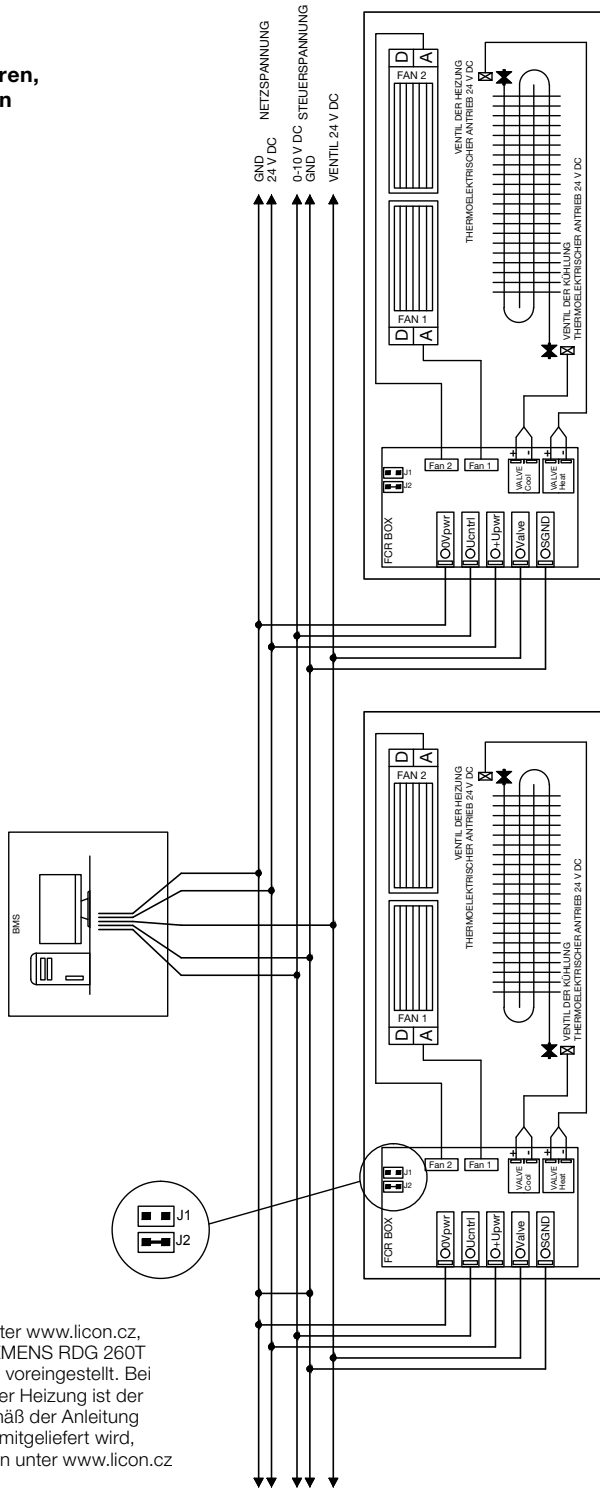 ren,
n
GND
24 V DC
NETZSPANNUNG
0-10 V DC
GND
STEUERSPANNUNG
VENTIL 24 V DC
D
A
FAN 2
D
A
FAN 1
VENTIL DER HEIZUNG
THERMOELEKTRISCHER ANTRIEB 24 V DC
VENTIL DER KÜHLUNG
THERMOELEKTRISCHER ANTRIEB 24 V DC
FCR BOX
J1
J2
Fan 2
Fan 1
+
-
VALVE
Cool
+
-
VALVE
Heat
0Vpwr
Ucntrl
+Upwr
Valve
SGND
BMS
D
A
FAN 2
D
A
FAN 1
VENTIL DER HEIZUNG
THERMOELEKTRISCHER ANTRIEB 24 V DC
VENTIL DER KÜHLUNG
THERMOELEKTRISCHER ANTRIEB 24 V DC
FCR BOX
J1
J2
Fan 2
Fan 1
+
-
VALVE
Cool
+
-
VALVE
Heat
0Vpwr
Ucntrl
+Upwr
Valve
SGND
J1
J2
ter www.licon.cz,
EMENS RDG 260T
voreingestellt. Bei
er Heizung ist der
mäß der Anleitung
mitgeliefert wird,
n unter www.licon.cz